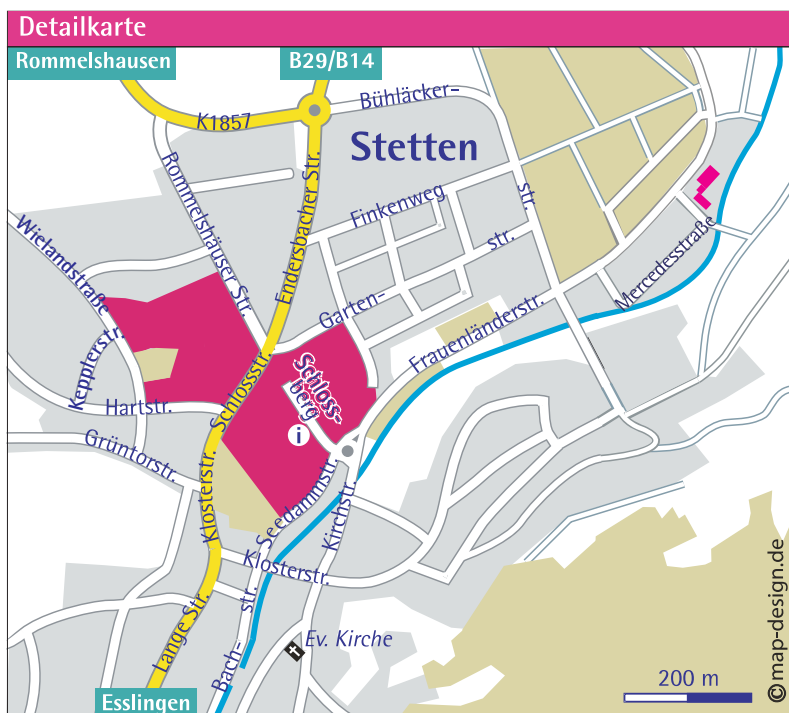 Detailkarte
Rommelshausen
B29/B14
K1857
Bühläcker-
str.
Stetten
Rommelshäuser Str.
Endersbacher Str.
Finkenweg
Wielandstraße
Garten-
str.
Mercedesstraße
Kepplerstr.
Frauenländerstr.
Schlossstr.
Schloss-
berg
i
Hartstr.
Grüntorstr.
Klosterstr.
Seedammstr.
Kirchstr.
Klosterstr.
Lange Str.
Bach-
str.
Ev. Kirche
Esslingen
200 m
© map-design.de